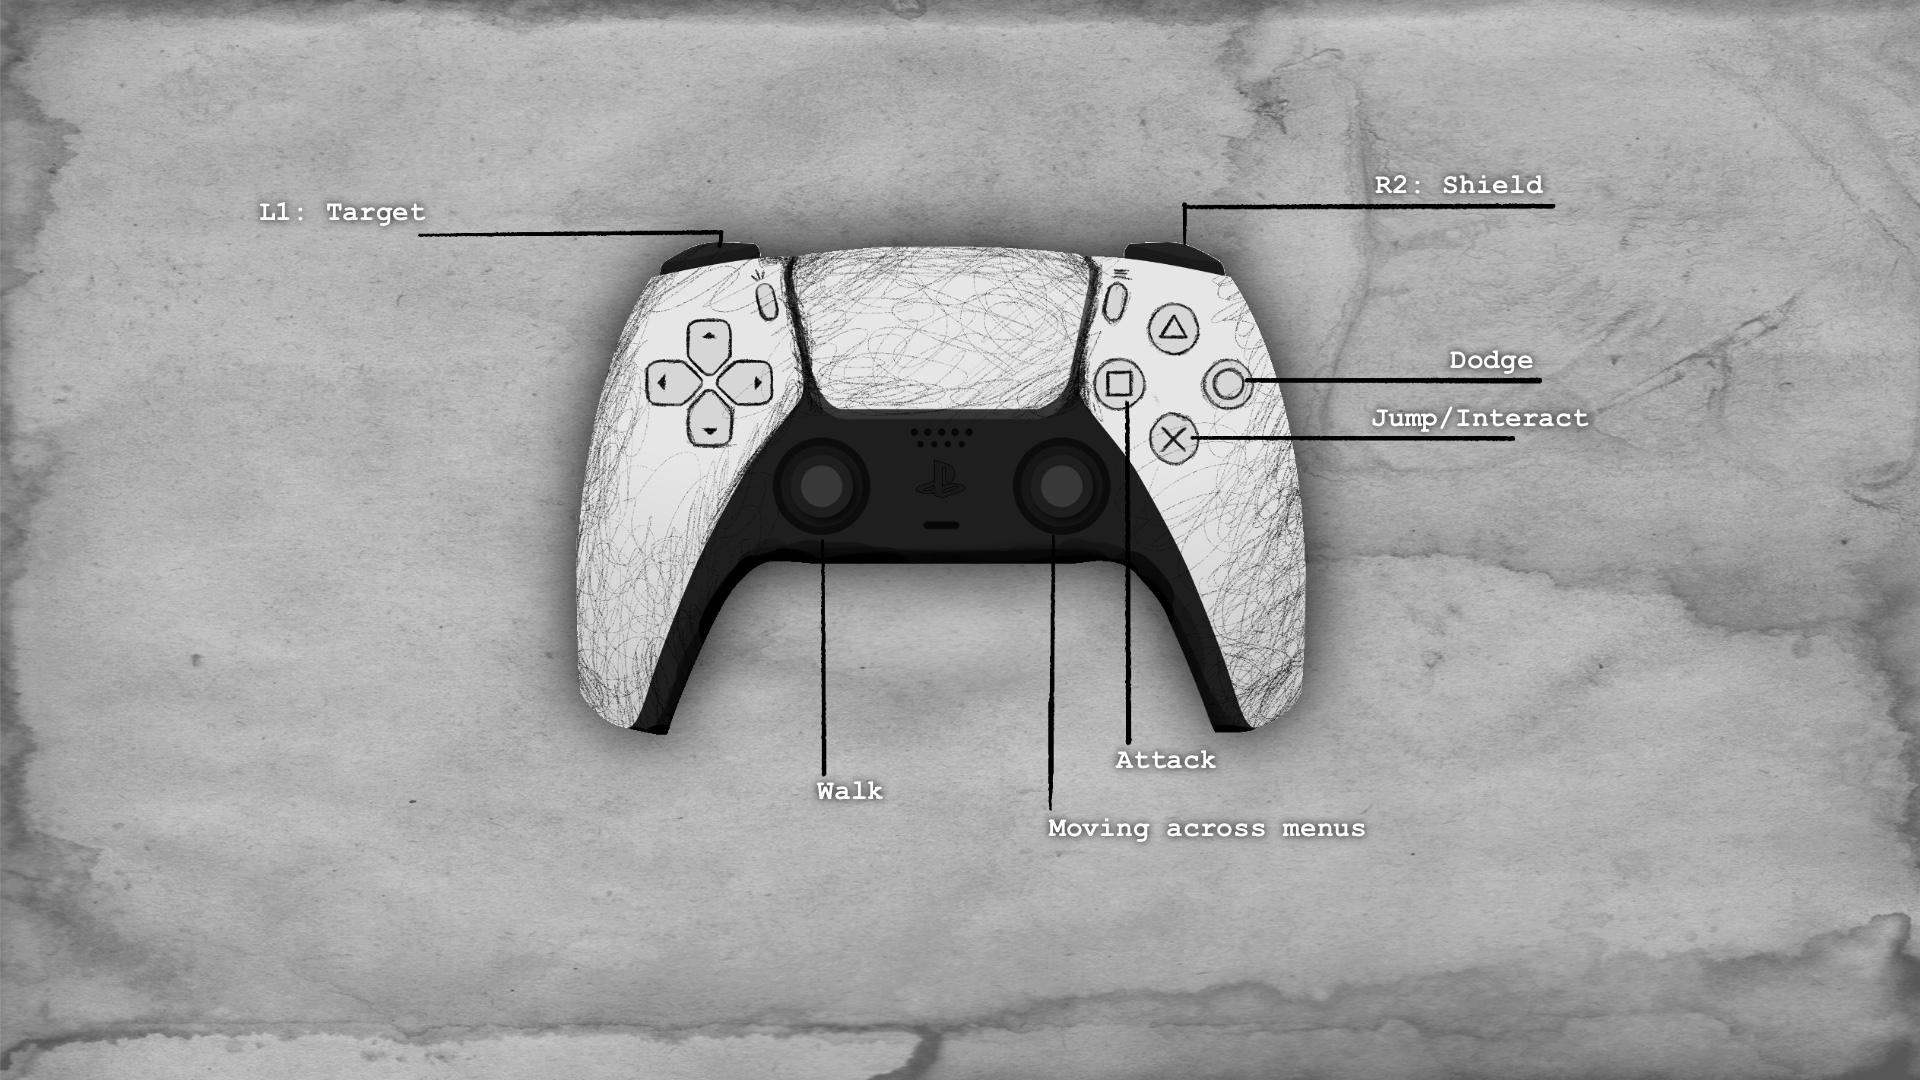 R2: Shield
L1: Target
Dodge
Jump/Interact
Attack
Walk
Moving across menus